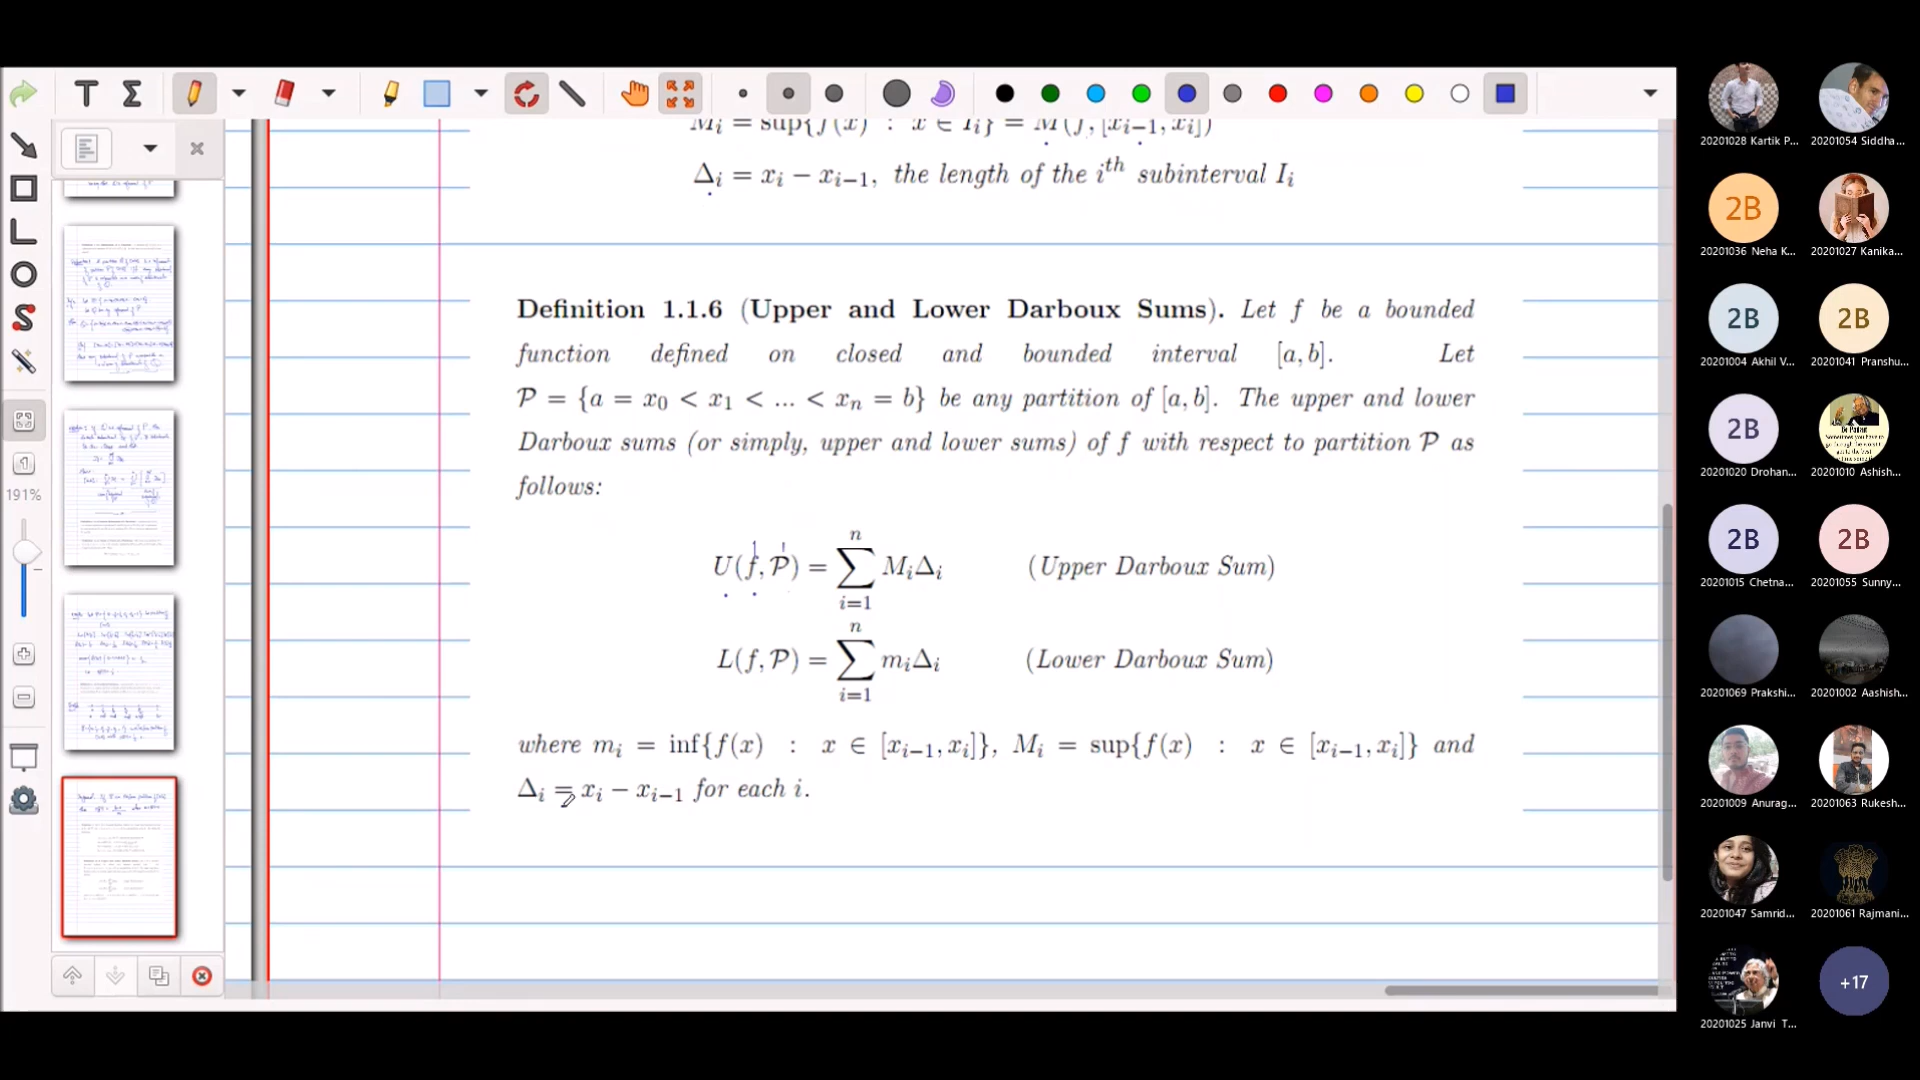 M_i = sup{f(x) : x ∈ I_i} = M(f, [x_{i−1}, x_i])
Δ_i = x_i − x_{i−1}, the length of the i^{th} subinterval I_i
Definition 1.1.6 (Upper and Lower Darboux Sums). Let f be a bounded
function defined on closed and bounded interval [a, b]. Let
P = {a = x_0 < x_1 < ... < x_n = b} be any partition of [a, b]. The upper and lower
Darboux sums (or simply, upper and lower sums) of f with respect to partition P as
follows:
U(f, P) = ∑_{i=1}^{n} M_iΔ_i (Upper Darboux Sum)
L(f, P) = ∑_{i=1}^{n} m_iΔ_i (Lower Darboux Sum)
where m_i = inf{f(x) : x ∈ [x_{i−1}, x_i]}, M_i = sup{f(x) : x ∈ [x_{i−1}, x_i]} and
Δ_i = x_i − x_{i−1} for each i.
191%
20201028 Kartik P... 20201054 Siddha...
2B
20201036 Neha K... 20201027 Kanika...
2B 2B
20201004 Akhil V... 20201041 Pranshu...
2B
20201020 Drohan... 20201010 Ashish...
2B 2B
20201015 Chetna... 20201055 Sunny...
20201069 Prakshi... 20201002 Aashish...
20201009 Anurag... 20201063 Rukesh...
20201047 Samrid... 20201061 Rajmani...
+17
20201025 Janvi T...